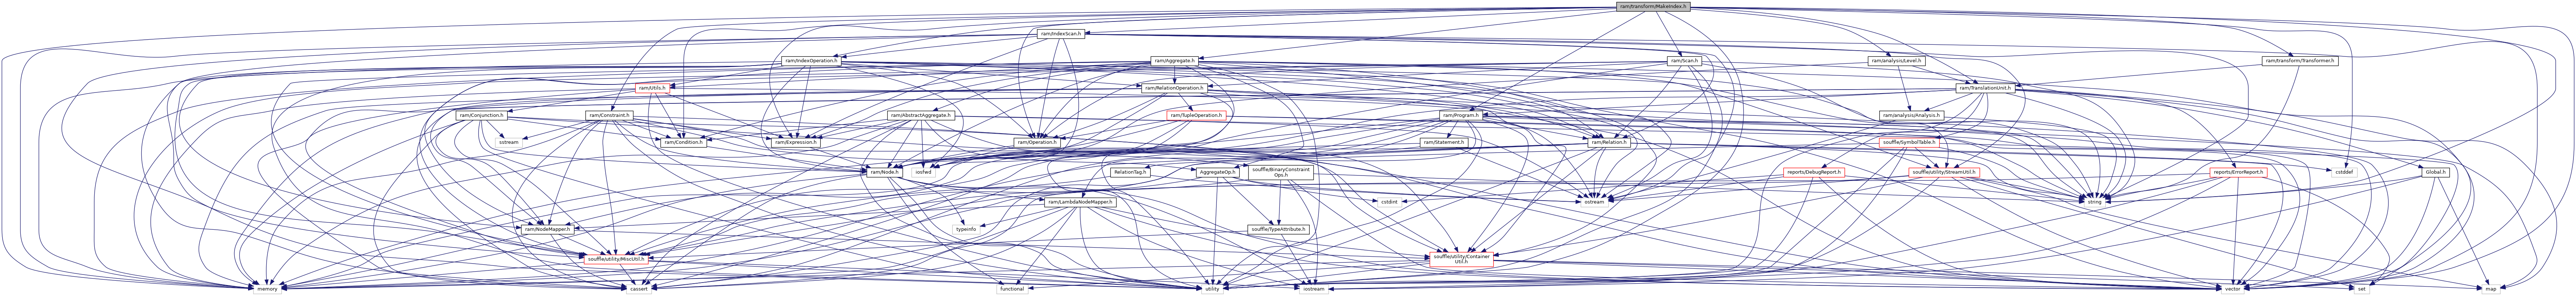 ram/transform/MakeIndex.h
ram/IndexScan.h
ram/IndexOperation.h
ram/Aggregate.h
ram/Scan.h
ram/analysis/Level.h
ram/transform/Transformer.h
ram/Utils.h
ram/RelationOperation.h
ram/TranslationUnit.h
ram/Conjunction.h
ram/Constraint.h
ram/AbstractAggregate.h
ram/TupleOperation.h
ram/Program.h
ram/analysis/Analysis.h
sstream
ram/Condition.h
ram/Expression.h
ram/Operation.h
ram/Statement.h
ram/Relation.h
souffle/SymbolTable.h
ram/Node.h
iosfwd
RelationTag.h
AggregateOp.h
souffle/BinaryConstraint
Ops.h
reports/DebugReport.h
souffle/utility/StreamUtil.h
cstddef
reports/ErrorReport.h
Global.h
ram/LambdaNodeMapper.h
cstdint
ostream
string
ram/NodeMapper.h
typeinfo
souffle/TypeAttribute.h
souffle/utility/MiscUtil.h
souffle/utility/Container
Util.h
memory
cassert
functional
utility
iostream
vector
set
map